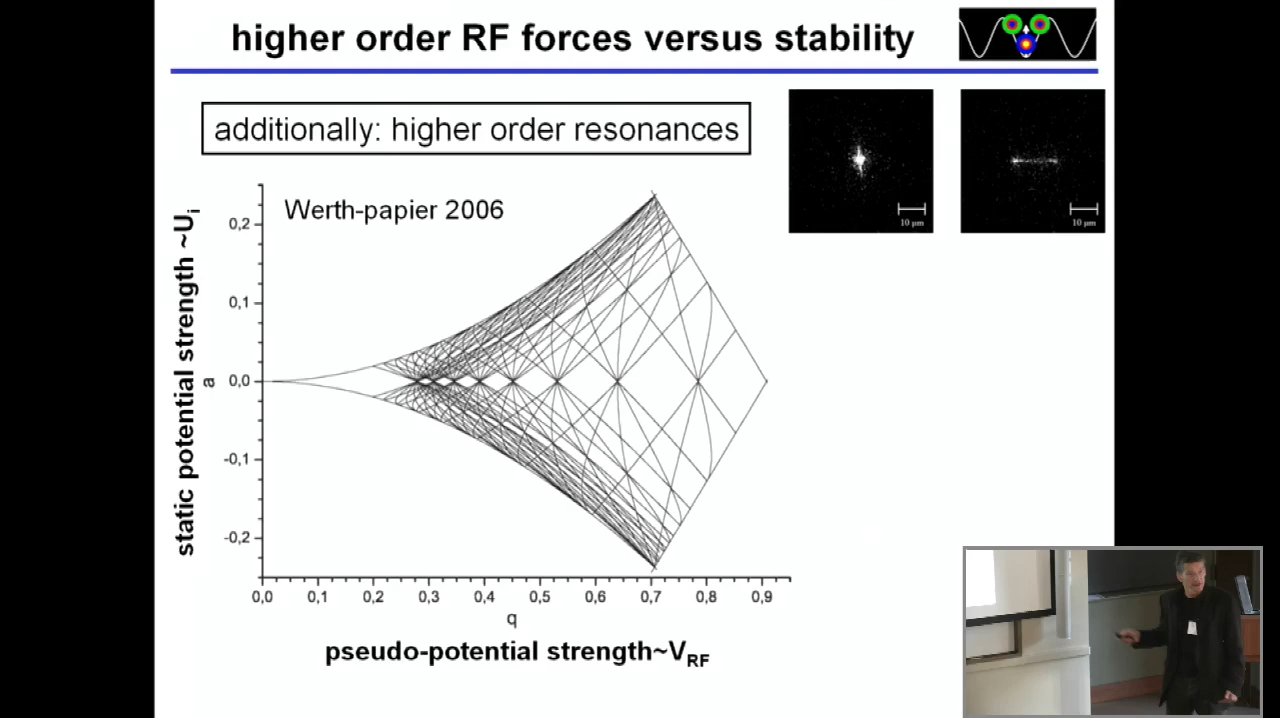 higher order RF forces versus stability
additionally: higher order resonances
10 μm
10 μm
Werth-papier 2006
static potential strength ~Ui
a
0,2
0,1
0,0
-0,1
-0,2
0,0 0,1 0,2 0,3 0,4 0,5 0,6 0,7 0,8 0,9
q
pseudo-potential strength~VRF